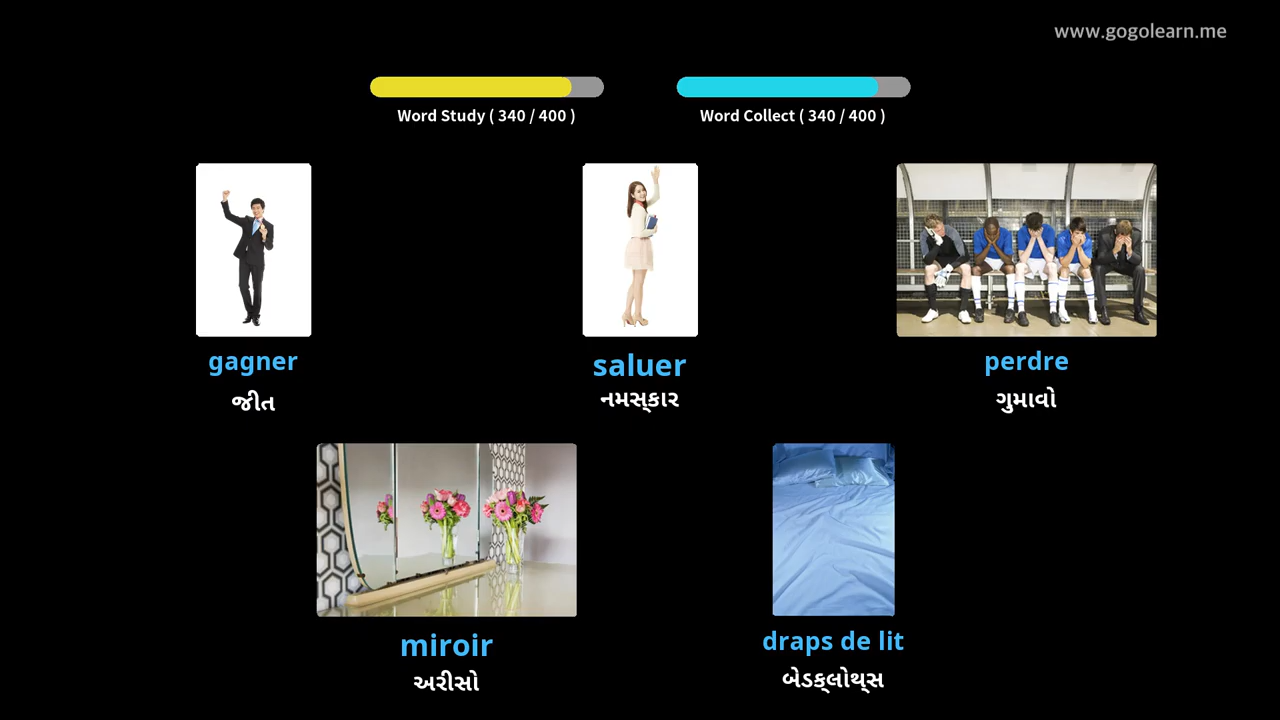 www.gogolearn.me
Word Study ( 340 / 400 )
Word Collect ( 340 / 400 )
gagner
જીત
saluer
નમસ્કાર
perdre
ગુમાવો
miroir
અરીસો
draps de lit
બેડક્લોથ્સ